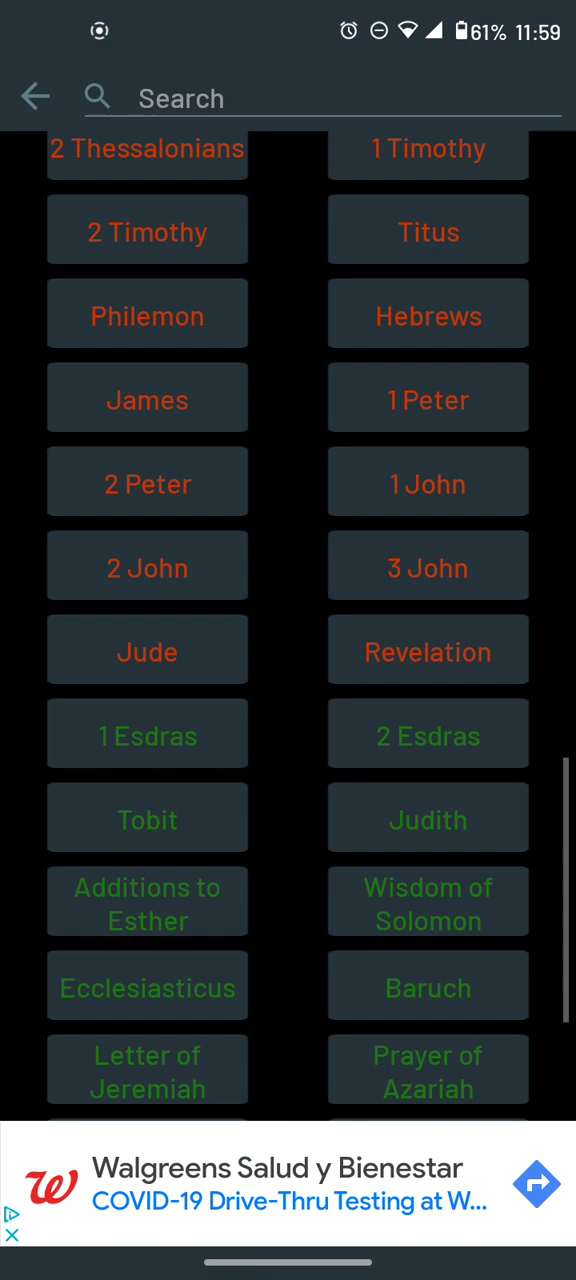 61% 11:59
Search
2 Thessalonians
1 Timothy
2 Timothy
Titus
Philemon
Hebrews
James
1 Peter
2 Peter
1 John
2 John
3 John
Jude
Revelation
1 Esdras
2 Esdras
Tobit
Judith
Additions to
Esther
Wisdom of
Solomon
Ecclesiasticus
Baruch
Letter of
Jeremiah
Prayer of
Azariah
W
Walgreens Salud y Bienestar
COVID-19 Drive-Thru Testing at W...